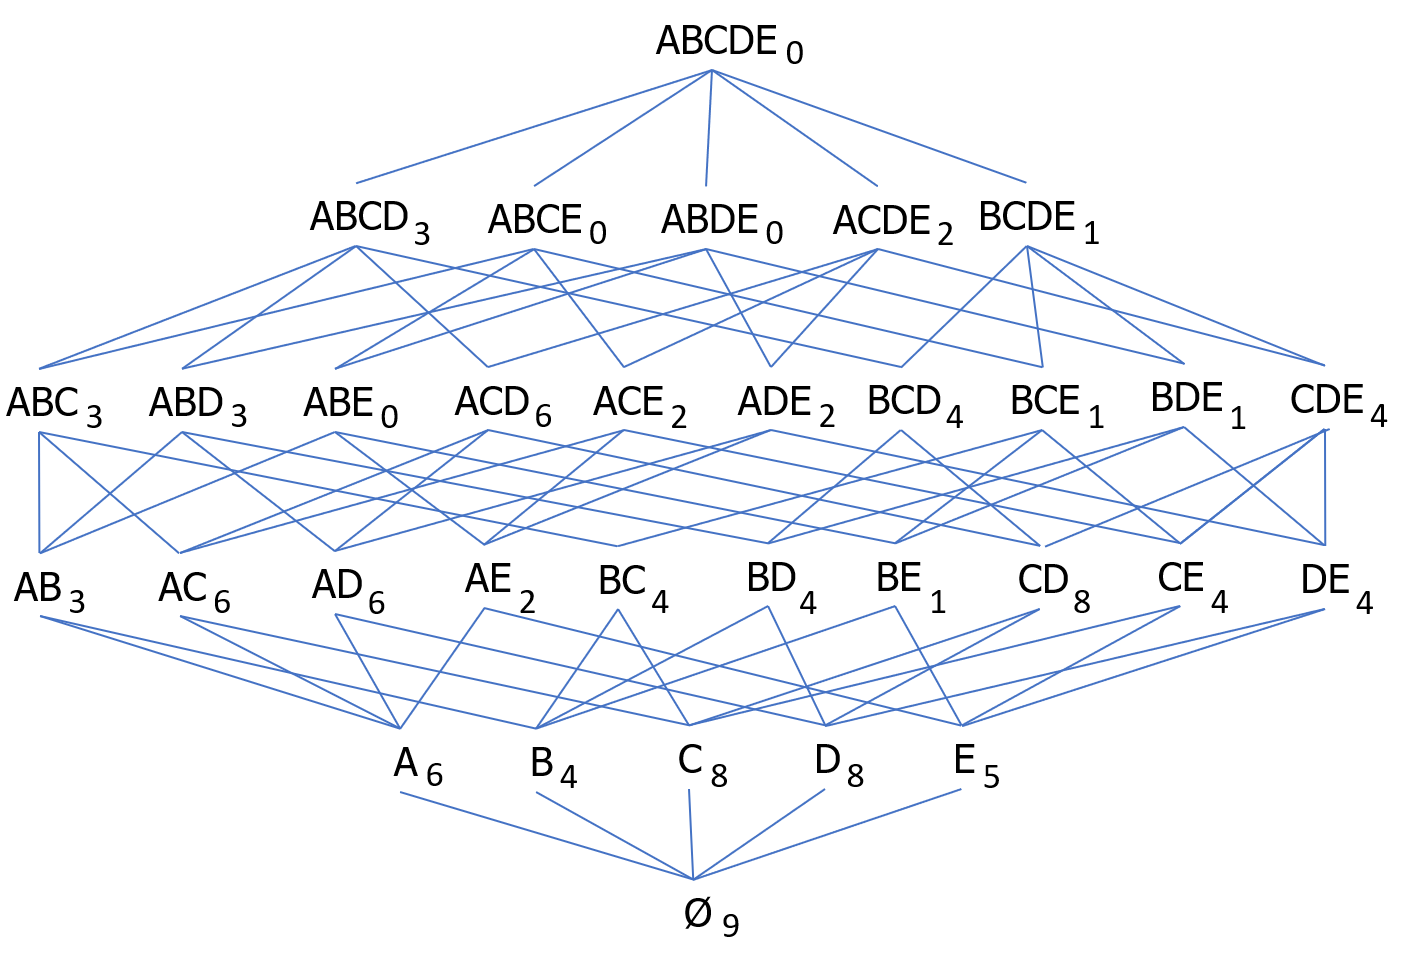 ABCDE 0
ABCD 3 ABCE 0 ABDE 0 ACDE 2 BCDE 1
ABC 3 ABD 3 ABE 0 ACD 6 ACE 2 ADE 2 BCD 4 BCE 1 BDE 1 CDE 4
AB 3 AC 6 AD 6 AE 2 BC 4 BD 4 BE 1 CD 8 CE 4 DE 4
A 6 B 4 C 8 D 8 E 5
Ø 9